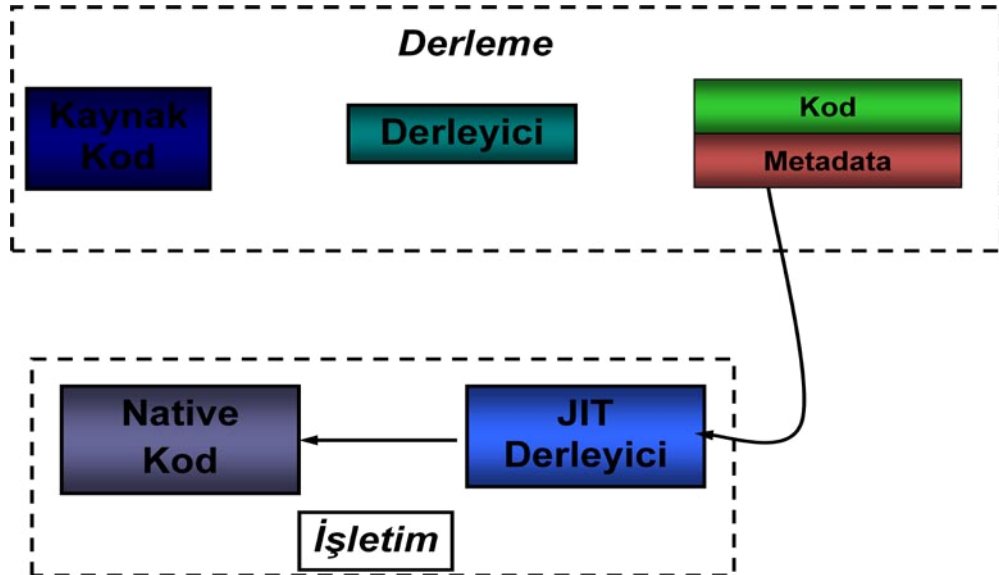 Derleme
Kaynak
Kod
Derleyici
Kod
Metadata
Native
Kod
JIT
Derleyici
İşletim